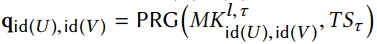 q_{id(U),id(V)} = PRG(MK^{l,τ}_{id(U),id(V)}, TS_τ)